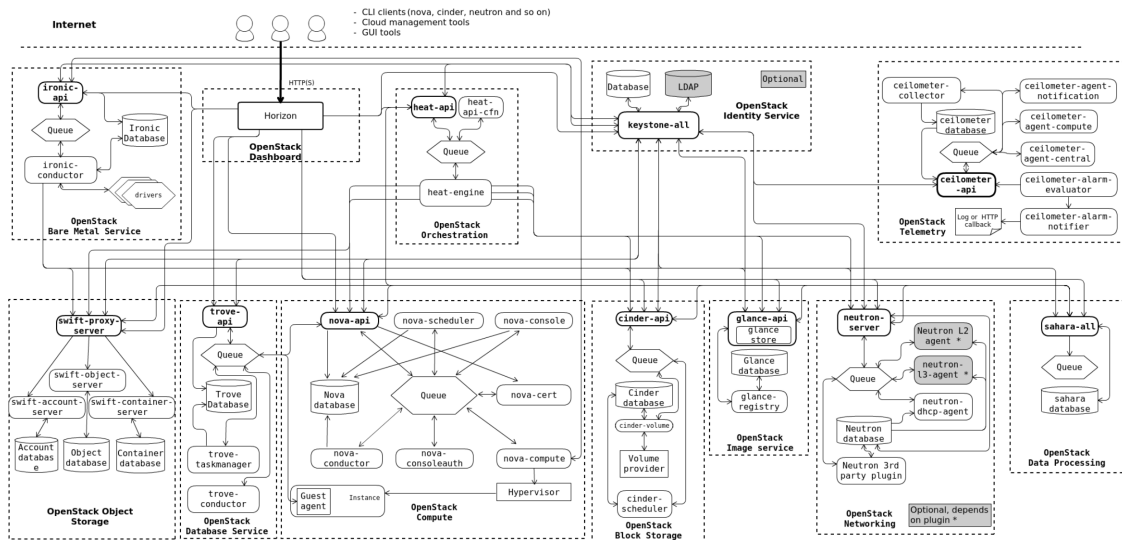 Internet
- CLI clients (nova, cinder, neutron and so on)
- Cloud management tools
- GUI tools
HTTP(S)
ironic-
api
Queue
Ironic
Database
ironic-
conductor
drivers
OpenStack
Bare Metal Service
Horizon
OpenStack
Dashboard
heat-api
heat-
api-cfn
Queue
heat-engine
OpenStack
Orchestration
Database
LDAP
Optional
OpenStack
Identity Service
keystone-all
ceilometer-
collector
ceilometer-agent-
notification
ceilometer
database
ceilometer-
agent-compute
Queue
ceilometer-
agent-central
ceilometer
-api
ceilometer-alarm-
evaluator
Log or HTTP
callback
ceilometer-alarm-
notifier
OpenStack
Telemetry
swift-proxy-
server
swift-object-
server
swift-account-
server
swift-container-
server
Account
databas
e
Object
database
Container
database
OpenStack Object
Storage
trove-
api
Queue
Trove
Database
trove-
taskmanager
trove-
conductor
OpenStack
Database Service
nova-api
nova-scheduler
nova-console
Nova
database
Queue
nova-cert
nova-
conductor
nova-
consoleauth
nova-compute
Guest
agent
Instance
Hypervisor
OpenStack
Compute
cinder-api
Queue
Cinder
database
cinder-volume
Volume
provider
cinder-
scheduler
OpenStack
Block Storage
glance-api
glance
store
Glance
database
glance-
registry
OpenStack
Image service
neutron-
server
Neutron L2
agent *
neutron-
l3-agent *
Queue
neutron-
dhcp-agent
Neutron
database
Neutron 3rd
party plugin
OpenStack
Networking
Optional, depends
on plugin *
sahara-all
Queue
sahara
database
OpenStack
Data Processing